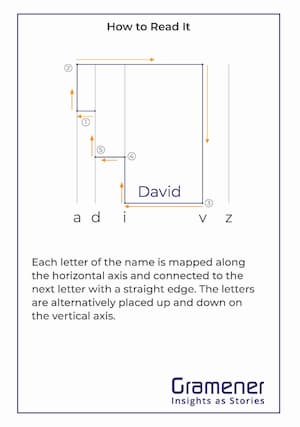 How to Read It
2
1
5
4
David
3
a d i v z
Each letter of the name is mapped along
the horizontal axis and connected to the
next letter with a straight edge. The letters
are alternatively placed up and down on
the vertical axis.
Gramener
Insights as Stories